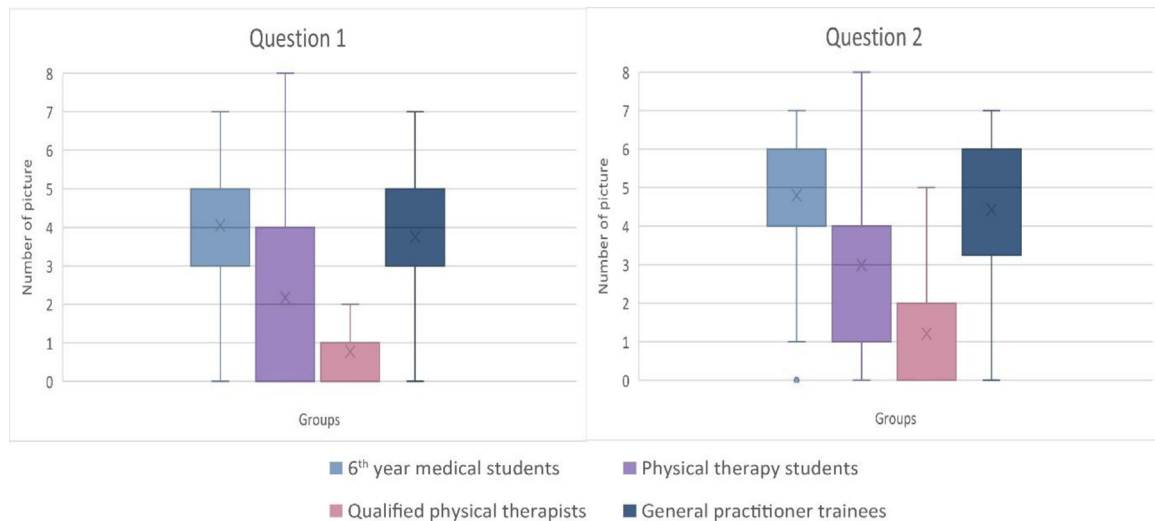 Question 1
Number of picture
8
7
6
5
4
3
2
1
0
Groups
Question 2
Number of picture
8
7
6
5
4
3
2
1
0
Groups
6th year medical students
Physical therapy students
Qualified physical therapists
General practitioner trainees